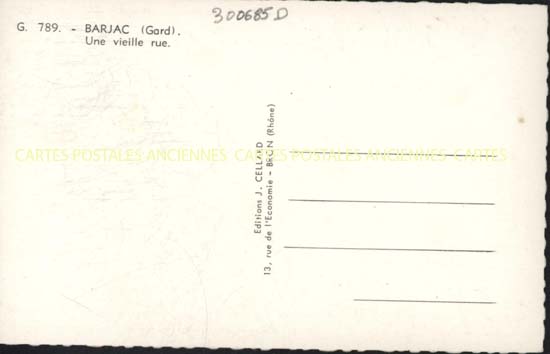 300685D
G. 789. - BARJAC (Gard).
Une vieille rue.
CARTES POSTALES ANCIENNES CARTES POSTALES ANCIENNES
Editions J. CELLARD
13, rue de l'Economie - BRON (Rhône)